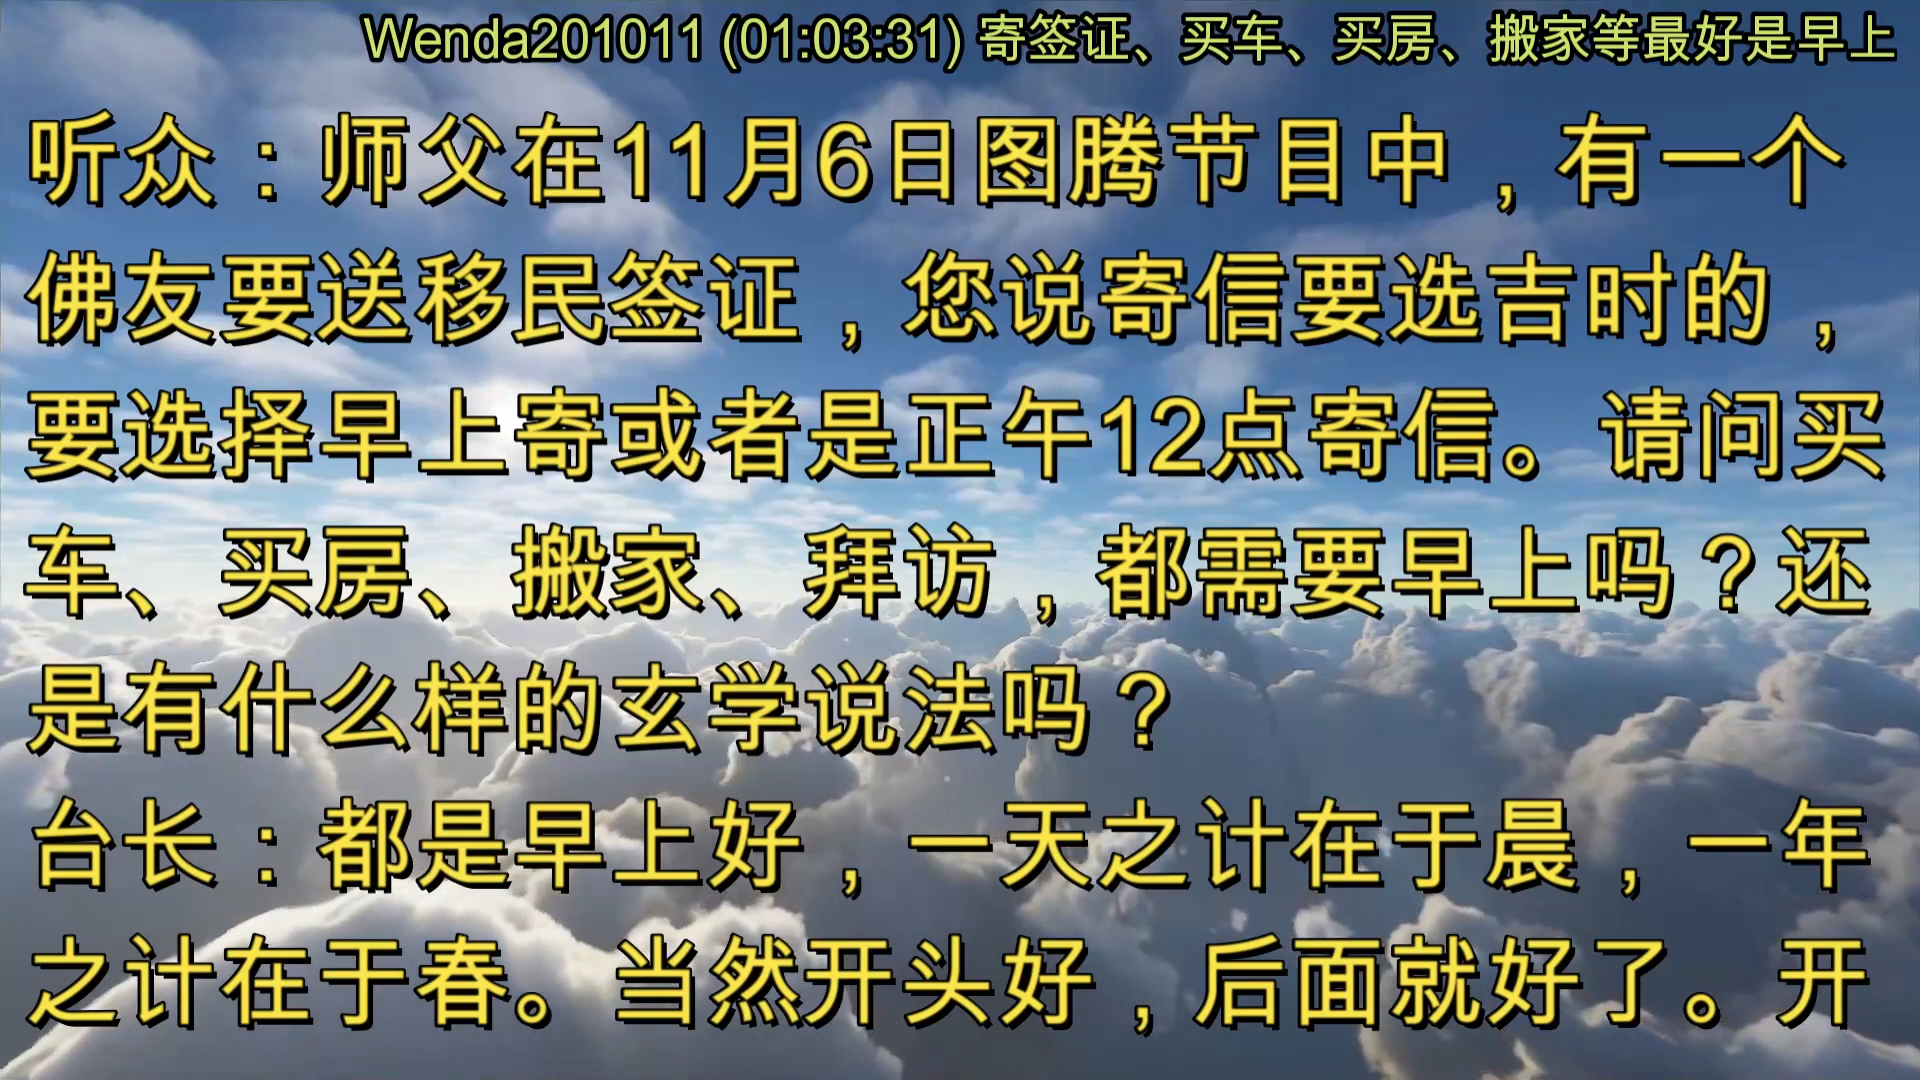 Wenda201011 (01:03:31) 寄签证、买车、买房、搬家等最好是早上
听众：师父在11月6日图腾节目中，有一个
佛友要送移民签证，您说寄信要选吉时的，
要选择早上寄或者是正午12点寄信。请问买
车、买房、搬家、拜访，都需要早上吗？还
是有什么样的玄学说法吗？
台长：都是早上好，一天之计在于晨，一年
之计在于春。当然开头好，后面就好了。开